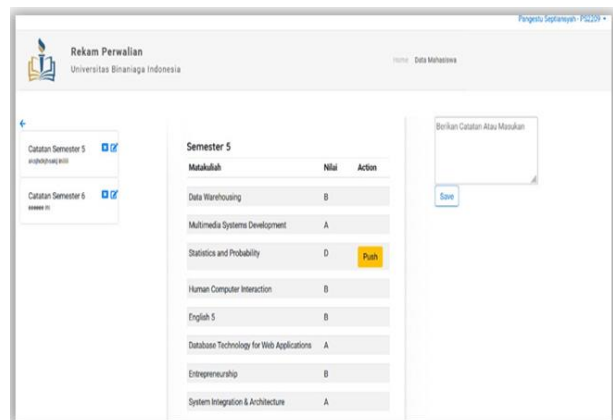 Pangestu Septiansyah - PS2209
Rekam Perwalian
Universitas Binaniaga Indonesia
Home Data Mahasiswa
Catatan Semester 5
Catatan Semester 6
Semester 5
Matakuliah Nilai Action
Data Warehousing B
Multimedia Systems Development A
Statistics and Probability D Push
Human Computer Interaction B
English 5 B
Database Technology for Web Applications A
Entrepreneurship B
System Integration & Architecture A
Berikan Catatan Atau Masukan
Save